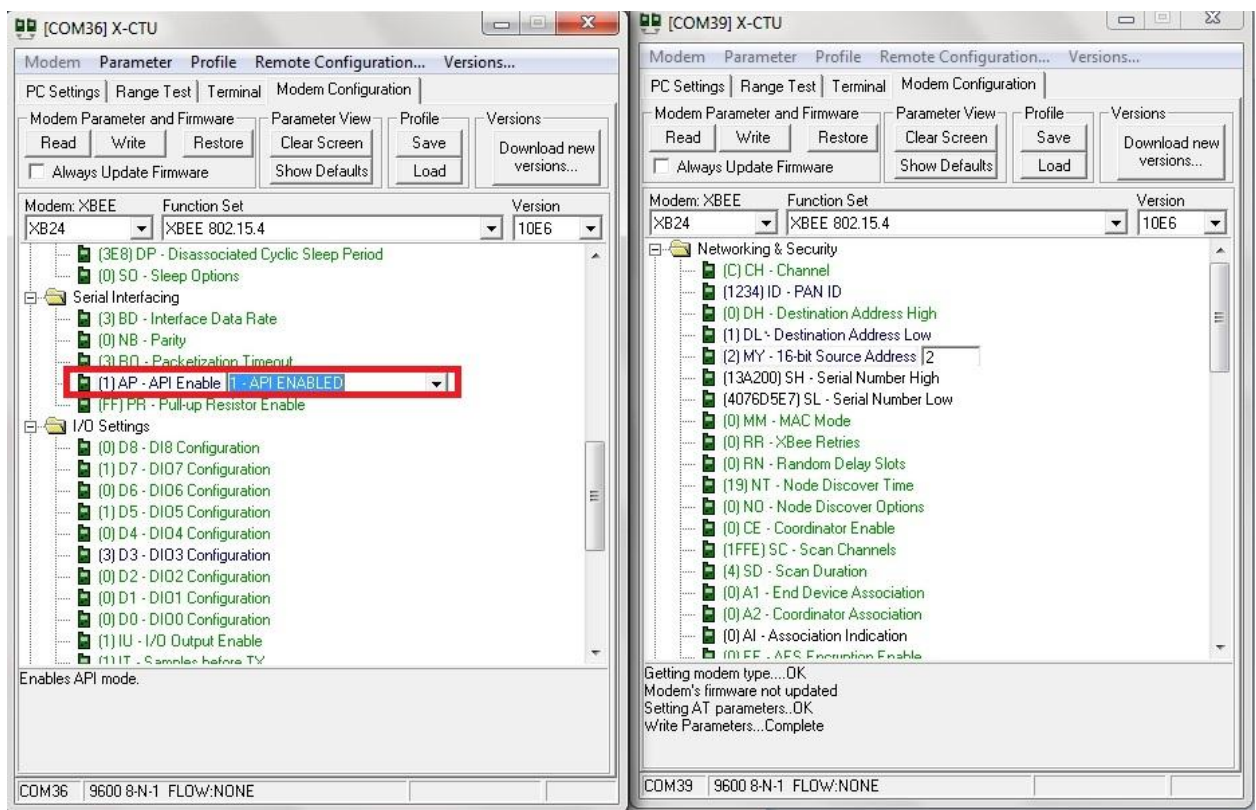 [COM36] X-CTU
Modem Parameter Profile Remote Configuration... Versions...
PC Settings Range Test Terminal Modem Configuration
Modem Parameter and Firmware Parameter View Profile Versions
Read Write Restore Clear Screen Save Download new versions...
Always Update Firmware Show Defaults Load
Modem: XBEE Function Set Version
XB24 XBEE 802.15.4 10E6
(3E8) DP - Disassociated Cyclic Sleep Period
(0) SO - Sleep Options
Serial Interfacing
(3) BD - Interface Data Rate
(0) NB - Parity
(3) RO - Packetization Timeout
(1) AP - API Enable 1 - API ENABLED
(FF) PR - Pull-up Resistor Enable
I/O Settings
(0) D8 - DI8 Configuration
(1) D7 - DIO7 Configuration
(0) D6 - DIO6 Configuration
(1) D5 - DIO5 Configuration
(0) D4 - DIO4 Configuration
(3) D3 - DIO3 Configuration
(0) D2 - DIO2 Configuration
(0) D1 - DIO1 Configuration
(0) D0 - DIO0 Configuration
(1) IU - I/O Output Enable
(1) IT - Samples before TX
Enables API mode.
COM36 9600 8-N-1 FLOW:NONE
[COM39] X-CTU
Modem Parameter Profile Remote Configuration... Versions...
PC Settings Range Test Terminal Modem Configuration
Modem Parameter and Firmware Parameter View Profile Versions
Read Write Restore Clear Screen Save Download new versions...
Always Update Firmware Show Defaults Load
Modem: XBEE Function Set Version
XB24 XBEE 802.15.4 10E6
Networking & Security
(C) CH - Channel
(1234) ID - PAN ID
(0) DH - Destination Address High
(1) DL - Destination Address Low
(2) MY - 16-bit Source Address 2
(13A200) SH - Serial Number High
(4076D5E7) SL - Serial Number Low
(0) MM - MAC Mode
(0) RR - XBee Retries
(0) RN - Random Delay Slots
(19) NT - Node Discover Time
(0) NO - Node Discover Options
(0) CE - Coordinator Enable
(1FFE) SC - Scan Channels
(4) SD - Scan Duration
(0) A1 - End Device Association
(0) A2 - Coordinator Association
(0) AI - Association Indication
(0) EE - AES Encryption Enable
Getting modem type....OK
Modem's firmware not updated
Setting AT parameters..OK
Write Parameters...Complete
COM39 9600 8-N-1 FLOW:NONE